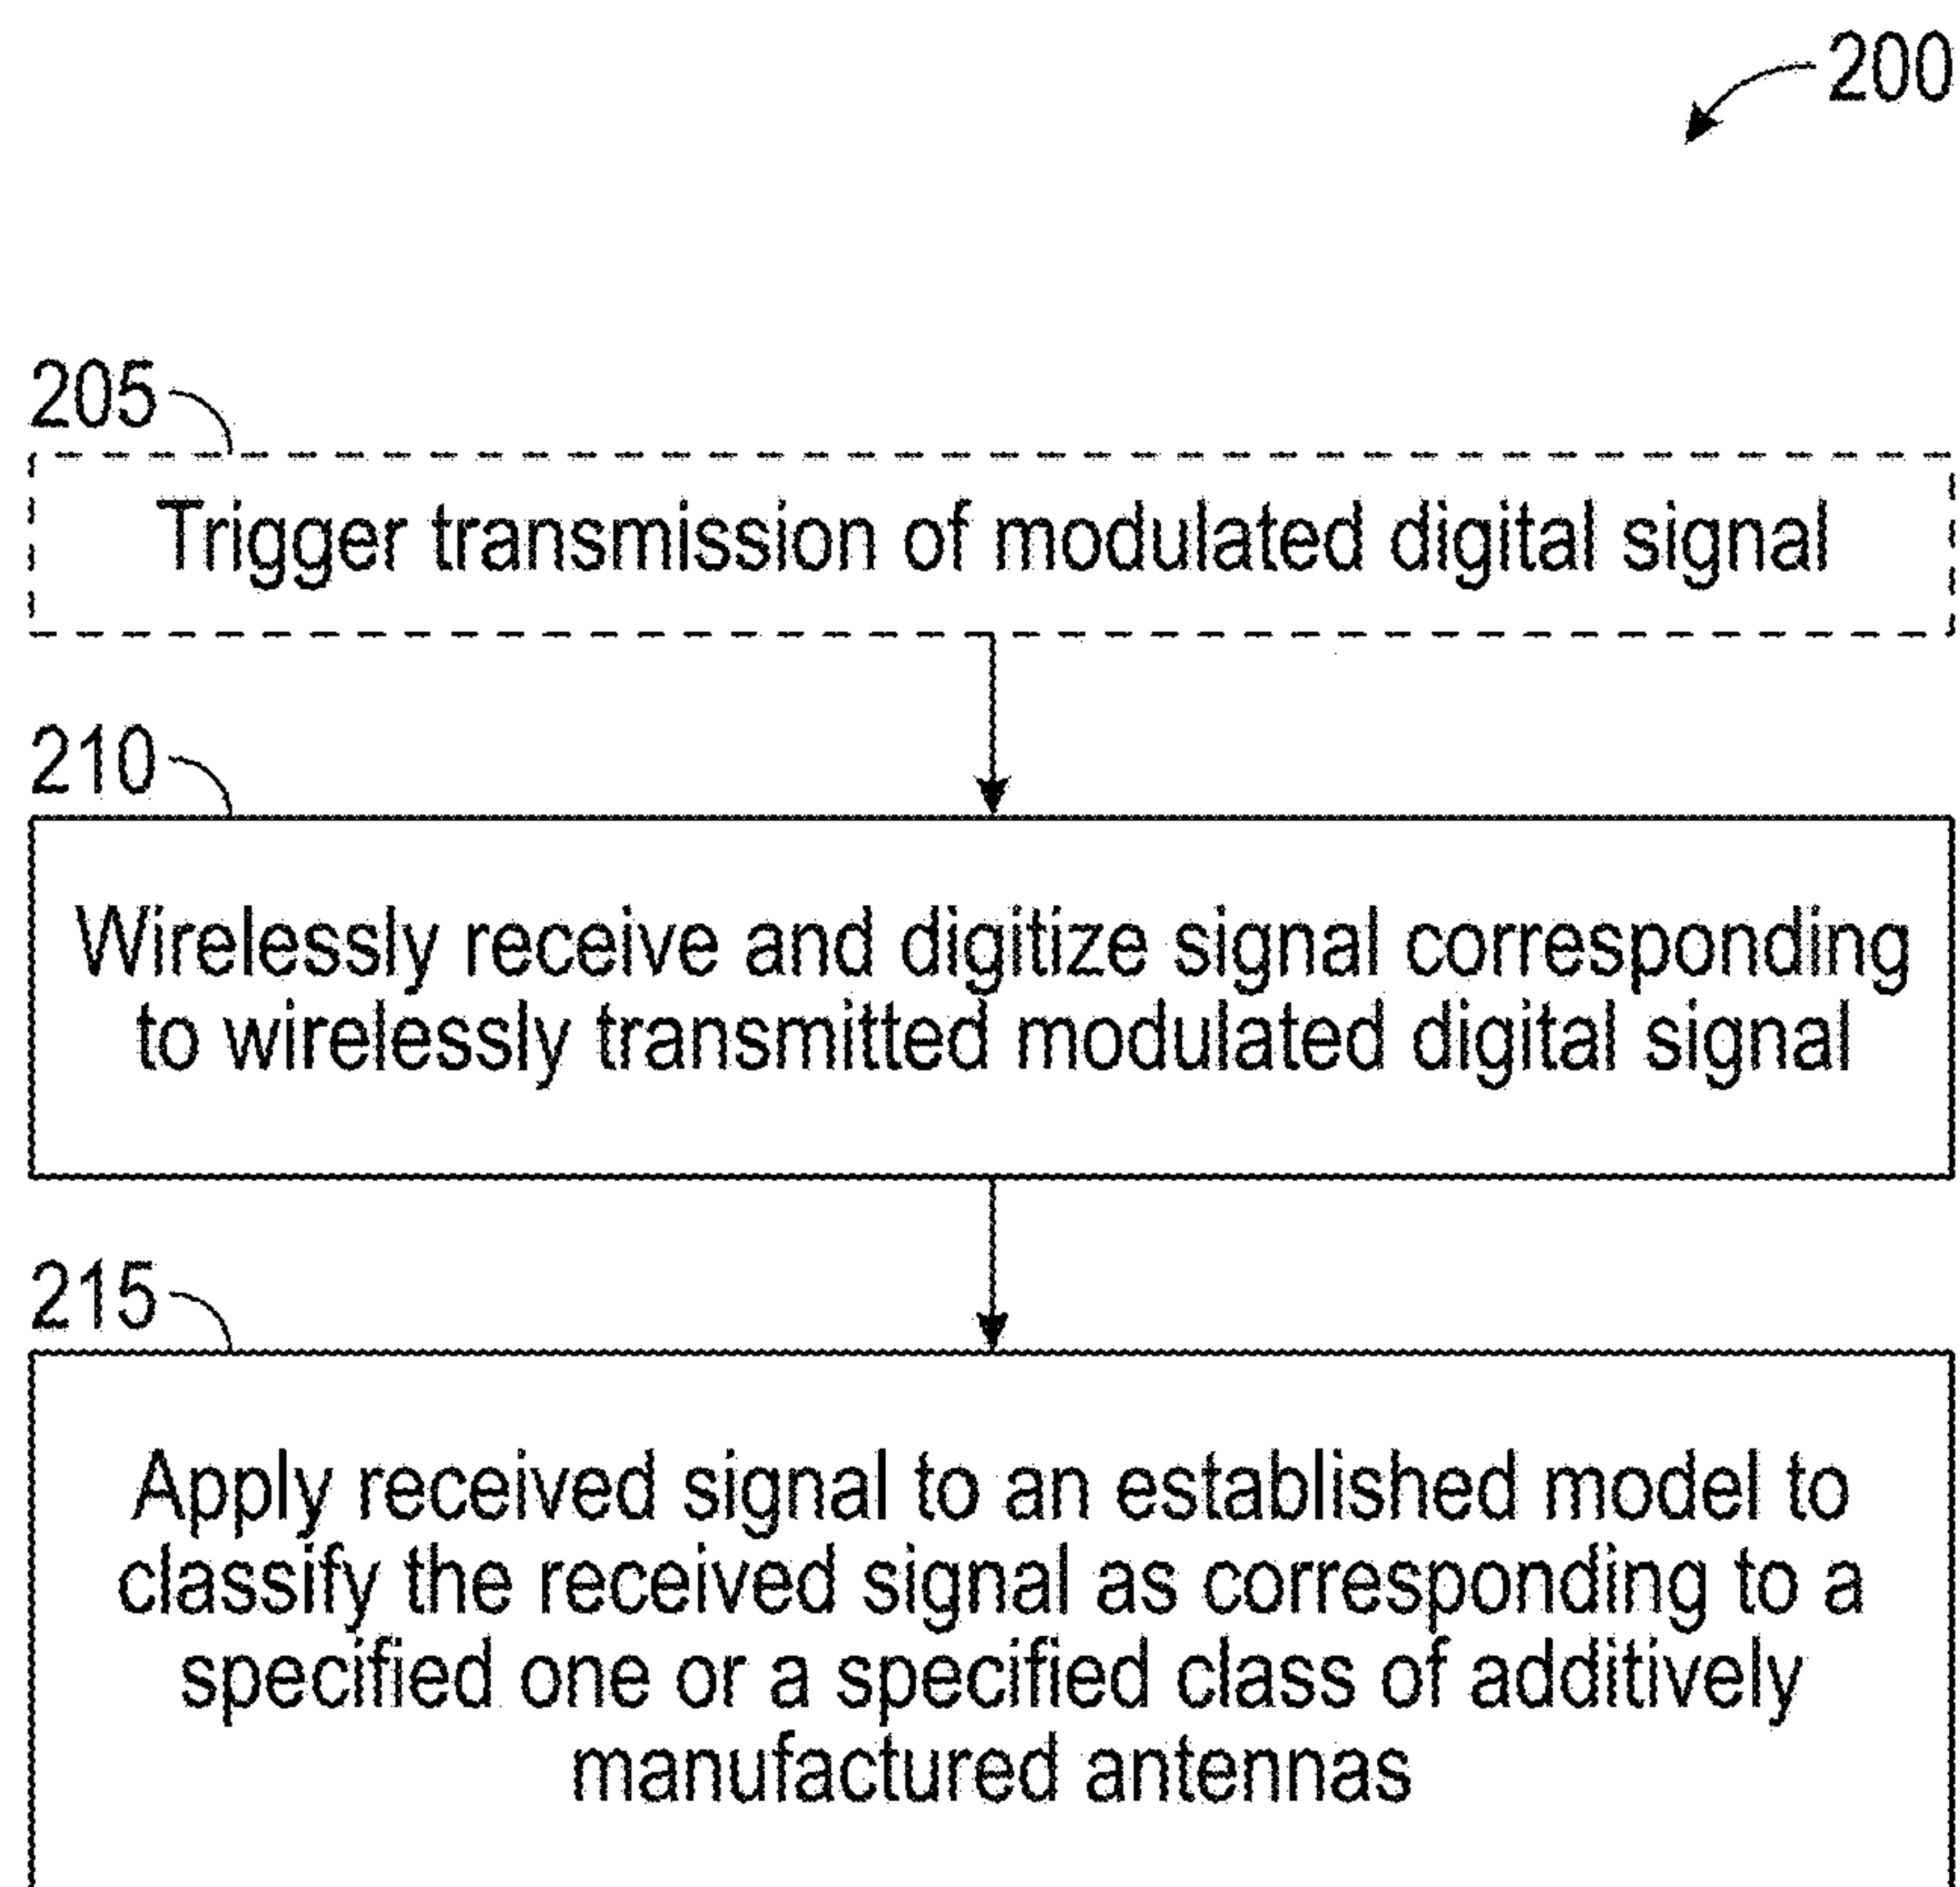 200
205
Trigger transmission of modulated digital signal
210
Wirelessly receive and digitize signal corresponding
to wirelessly transmitted modulated digital signal
215
Apply received signal to an established model to
classify the received signal as corresponding to a
specified one or a specified class of additively
manufactured antennas